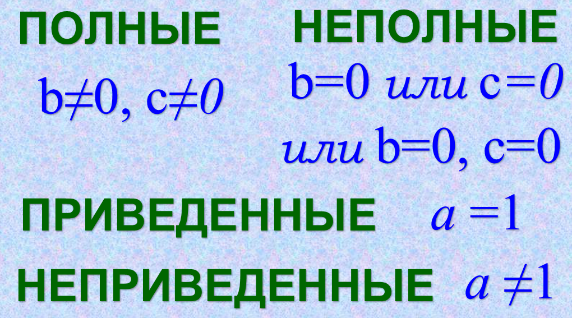 ПОЛНЫЕ НЕПОЛНЫЕ
b≠0, c≠0 b=0 или c=0
или b=0, c=0
ПРИВЕДЕННЫЕ a =1
НЕПРИВЕДЕННЫЕ a ≠1